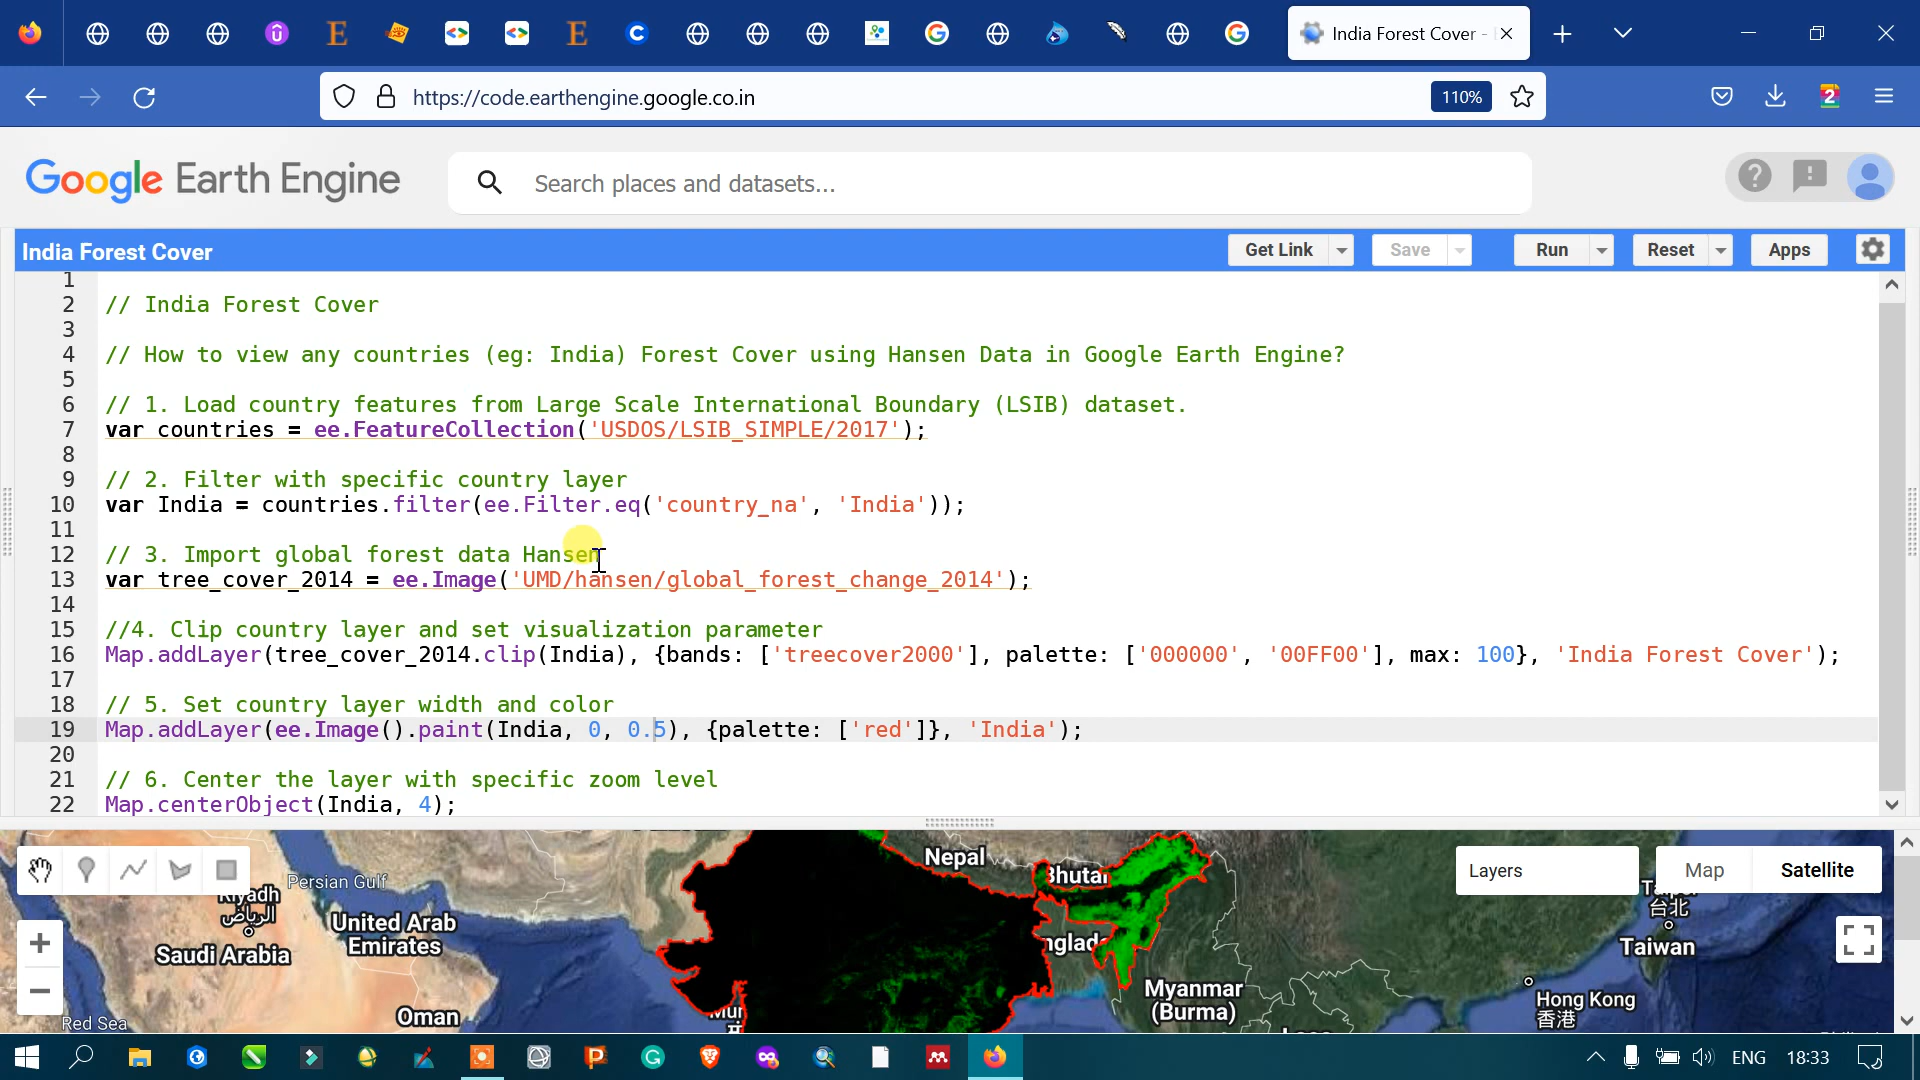 India Forest Cover -
https://code.earthengine.google.co.in
110%
2
Google Earth Engine
Search places and datasets...
India Forest Cover
Get Link
Save
Run
Reset
Apps
1
2 // India Forest Cover
3
4 // How to view any countries (eg: India) Forest Cover using Hansen Data in Google Earth Engine?
5
6 // 1. Load country features from Large Scale International Boundary (LSIB) dataset.
7 var countries = ee.FeatureCollection('USDOS/LSIB_SIMPLE/2017');
8
9 // 2. Filter with specific country layer
10 var India = countries.filter(ee.Filter.eq('country_na', 'India'));
11
12 // 3. Import global forest data Hansen
13 var tree_cover_2014 = ee.Image('UMD/hansen/global_forest_change_2014');
14
15 //4. Clip country layer and set visualization parameter
16 Map.addLayer(tree_cover_2014.clip(India), {bands: ['treecover2000'], palette: ['000000', '00FF00'], max: 100}, 'India Forest Cover');
17
18 // 5. Set country layer width and color
19 Map.addLayer(ee.Image().paint(India, 0, 0.5), {palette: ['red']}, 'India');
20
21 // 6. Center the layer with specific zoom level
22 Map.centerObject(India, 4);
Layers
Map
Satellite
Nepal
Persian Gulf
Riyadh
الرياض
United Arab
Emirates
Saudi Arabia
Oman
Red Sea
Myanmar
(Burma)
台北
Taiwan
Hong Kong
香港
ENG
18:33